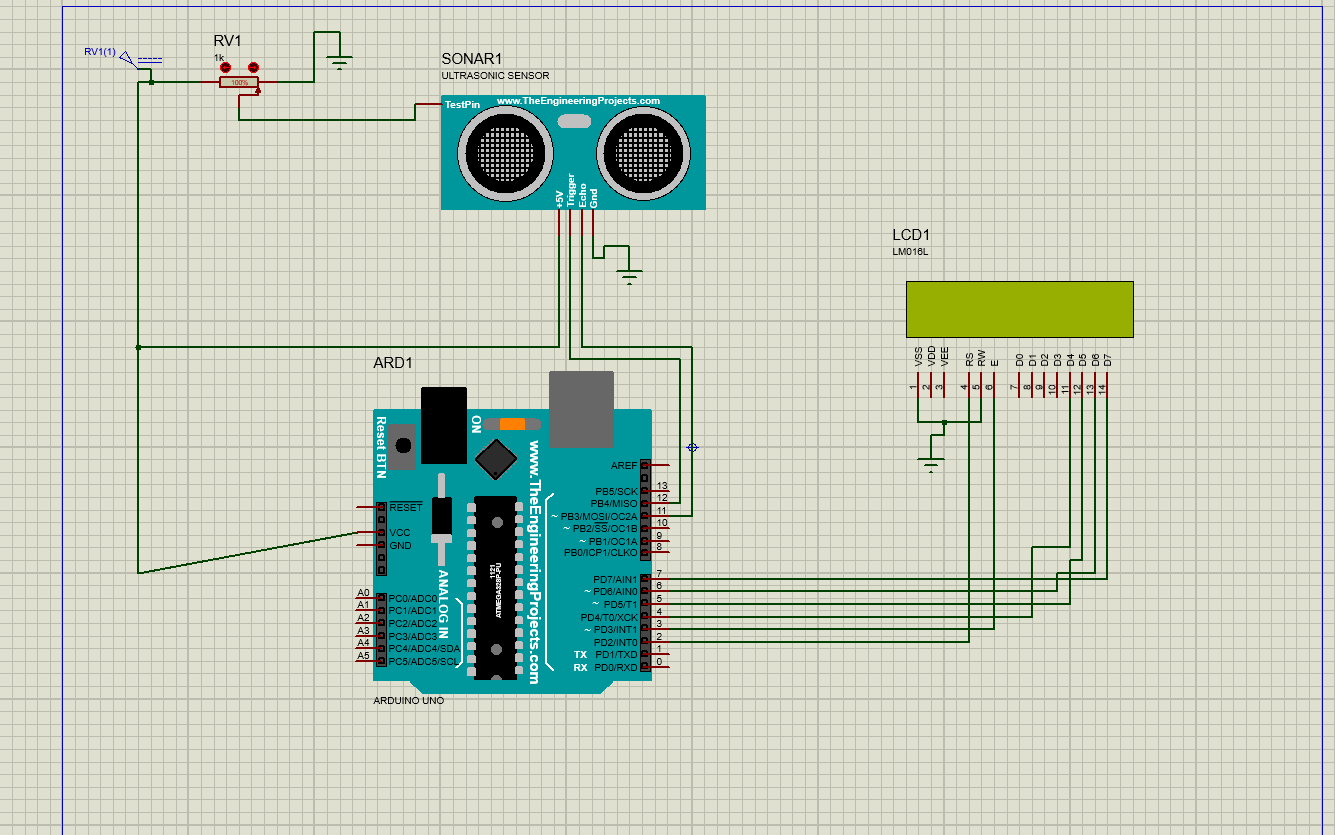 RV1(1)
RV1
1k
100%
SONAR1
ULTRASONIC SENSOR
TestPin
www.TheEngineeringProjects.com
+5V
Trigger
Echo
Gnd
LCD1
LM016L
VSS
VDD
VEE
RS
RW
E
D0
D1
D2
D3
D4
D5
D6
D7
1
2
3
4
5
6
7
8
9
10
11
12
13
14
ARD1
Reset BTN
ON
www.TheEngineeringProjects.com
RESET
VCC
GND
ANALOG IN
1121
ATMEGA328P-PU
AREF
PB5/SCK 13
PB4/MISO 12
~ PB3/MOSI/OC2A 11
~ PB2/SS/OC1B 10
~ PB1/OC1A 9
PB0/ICP1/CLKO 8
PD7/AIN1 7
~ PD6/AIN0 6
~ PD5/T1 5
PD4/T0/XCK 4
~ PD3/INT1 3
PD2/INT0 2
TX PD1/TXD 1
RX PD0/RXD 0
A0 PC0/ADC0
A1 PC1/ADC1
A2 PC2/ADC2
A3 PC3/ADC3
A4 PC4/ADC4/SDA
A5 PC5/ADC5/SCL
ARDUINO UNO